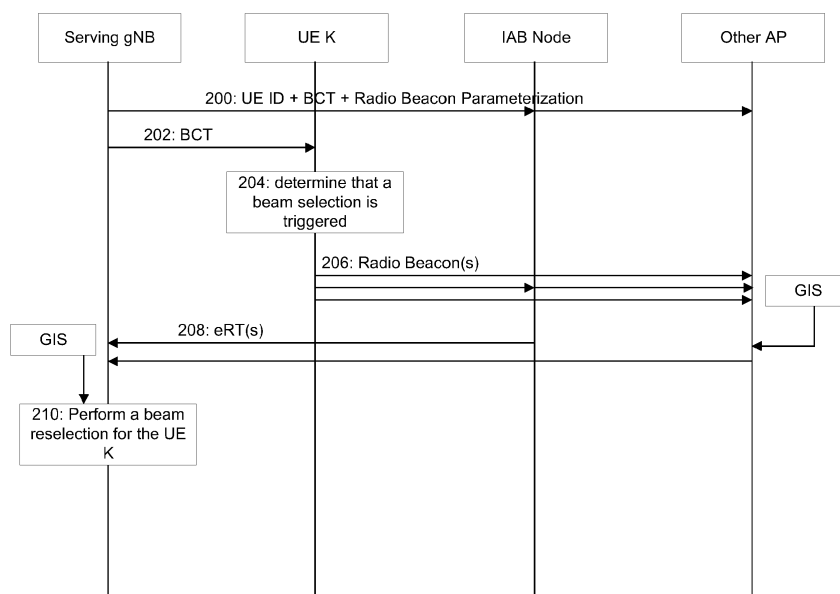 Serving gNB
UE K
IAB Node
Other AP
200: UE ID + BCT + Radio Beacon Parameterization
202: BCT
204: determine that a
beam selection is
triggered
206: Radio Beacon(s)
GIS
208: eRT(s)
GIS
210: Perform a beam
reselection for the UE
K